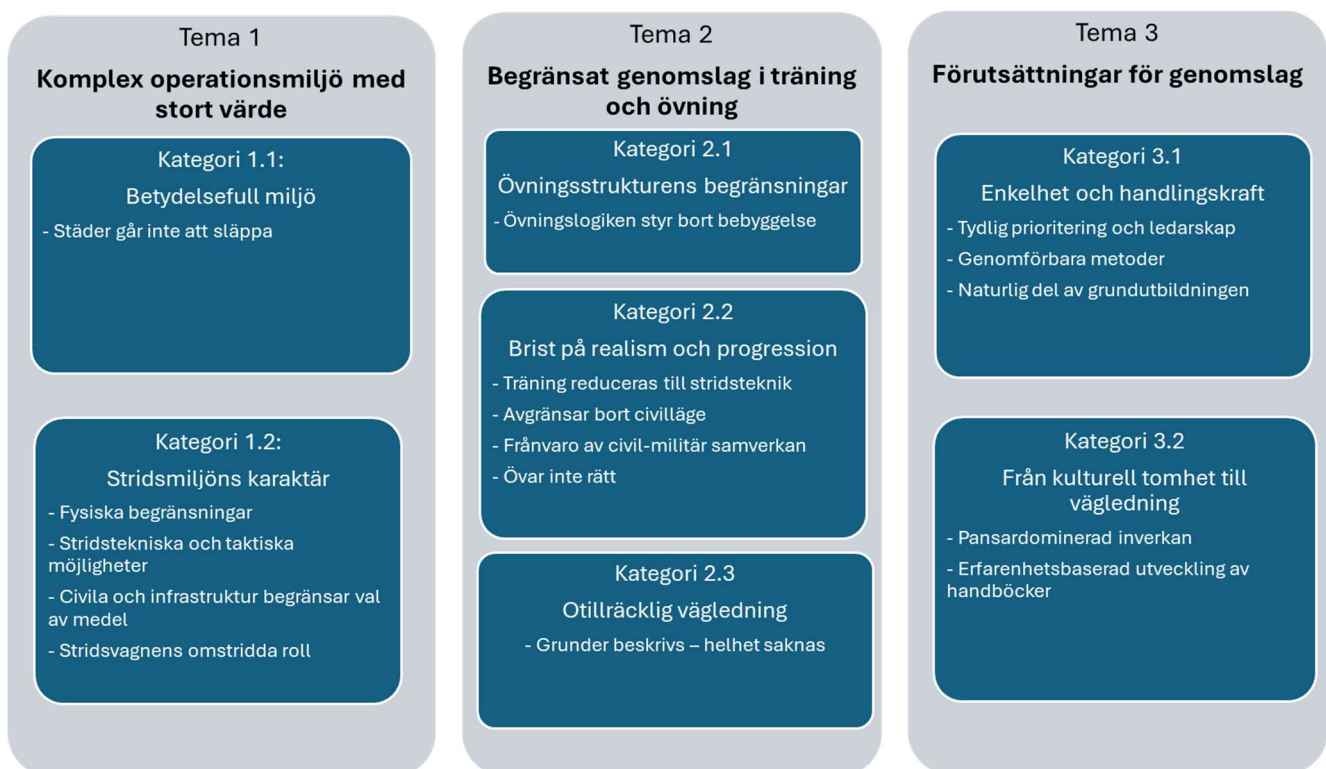 Tema 1
Komplex operationsmiljö med
stort värde
Kategori 1.1:
Betydelsefull miljö
- Städer går inte att släppa
Kategori 1.2:
Stridsmiljöns karaktär
- Fysiska begränsningar
- Stridstekniska och taktiska
möjligheter
- Civila och infrastruktur begränsar val
av medel
- Stridsvagnens omstridda roll
Tema 2
Begränsat genomslag i träning
och övning
Kategori 2.1
Övningsstrukturens begränsningar
- Övningslogiken styr bort bebyggelse
Kategori 2.2
Brist på realism och progression
- Träning reduceras till stridsteknik
- Avgränsar bort civilläge
- Frånvaro av civil-militär samverkan
- Övar inte rätt
Kategori 2.3
Otillräcklig vägledning
- Grunder beskrivs – helhet saknas
Tema 3
Förutsättningar för genomslag
Kategori 3.1
Enkelhet och handlingskraft
- Tydlig prioritering och ledarskap
- Genomförbara metoder
- Naturlig del av grundutbildningen
Kategori 3.2
Från kulturell tomhet till
vägledning
- Pansardominerad inverkan
- Erfarenhetsbaserad utveckling av
handböcker